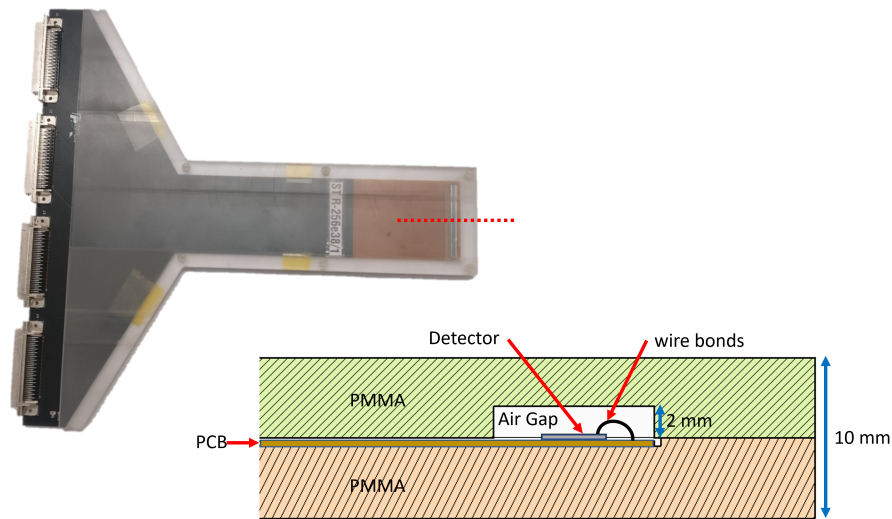 ST R-256e38/1
Detector
wire bonds
PMMA
Air Gap
2 mm
PCB
10 mm
PMMA